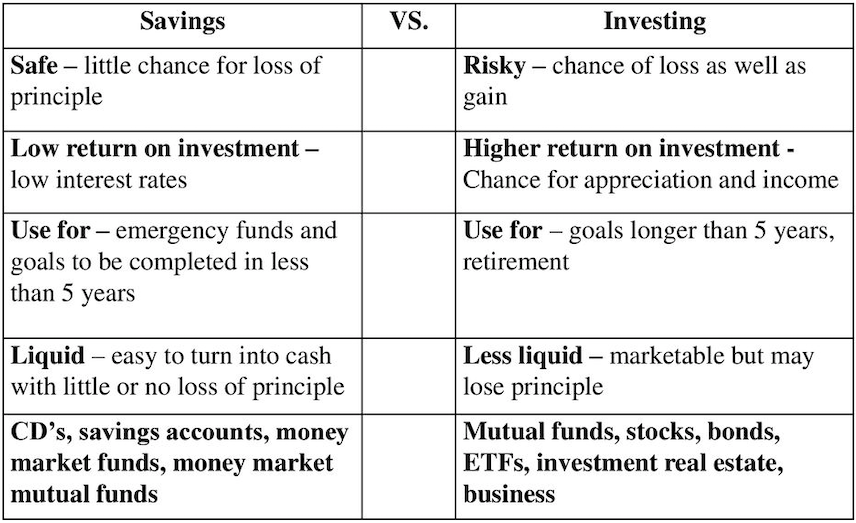 Savings
VS.
Investing
Safe – little chance for loss of
principle
Risky – chance of loss as well as
gain
Low return on investment –
low interest rates
Higher return on investment -
Chance for appreciation and income
Use for – emergency funds and
goals to be completed in less
than 5 years
Use for – goals longer than 5 years,
retirement
Liquid – easy to turn into cash
with little or no loss of principle
Less liquid – marketable but may
lose principle
CD’s, savings accounts, money
market funds, money market
mutual funds
Mutual funds, stocks, bonds,
ETFs, investment real estate,
business